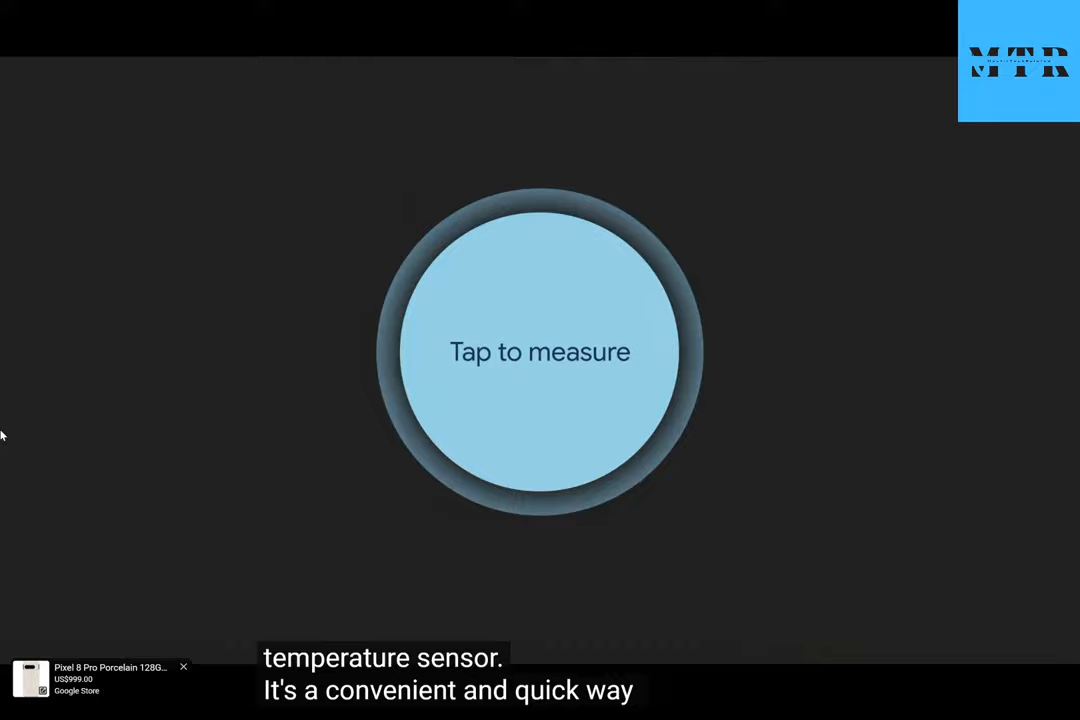 MTR
Tap to measure
temperature sensor.
It's a convenient and quick way
Pixel 8 Pro Porcelain 128G...
US$999.00
Google Store